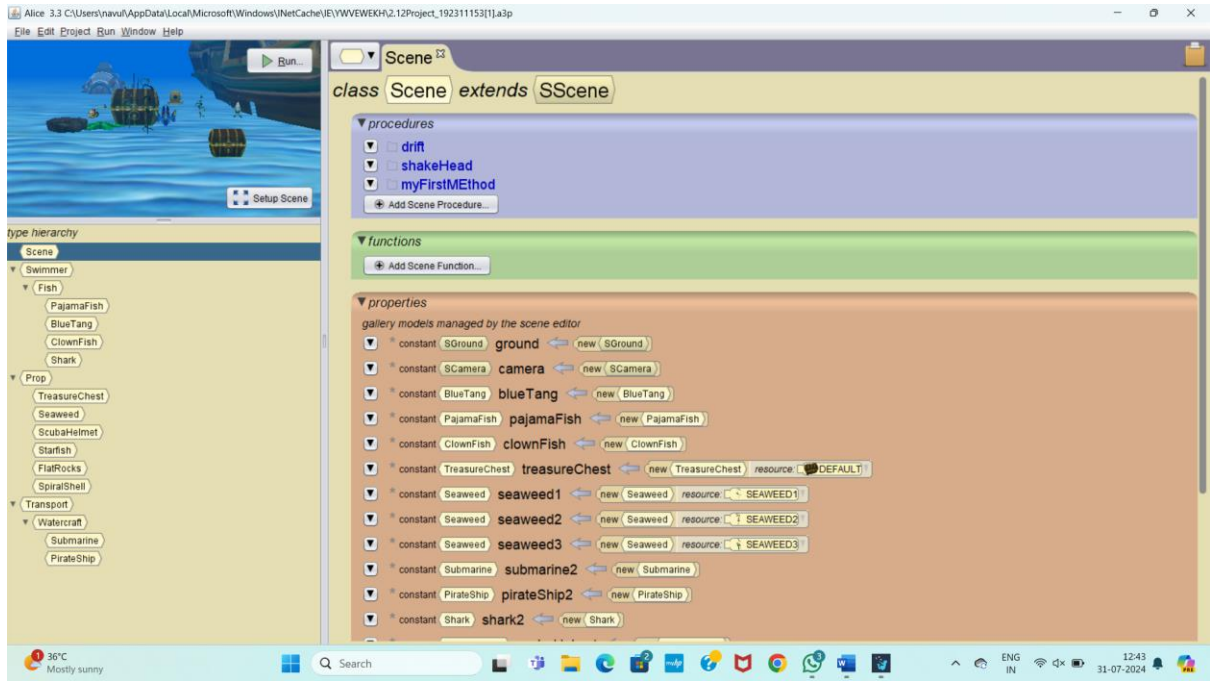 Alice 3.3 C:\Users\navul\AppData\Local\Microsoft\Windows\INetCache\IE\YWVEWEKH\2.12Project_192311153[1].a3p
File Edit Project Run Window Help
Run...
Setup Scene
type hierarchy
Scene
Swimmer
Fish
PajamaFish
BlueTang
ClownFish
Shark
Prop
TreasureChest
Seaweed
ScubaHelmet
Starfish
FlatRocks
SpiralShell
Transport
Watercraft
Submarine
PirateShip
Scene
class Scene extends SScene
procedures
drift
shakeHead
myFirstMEthod
Add Scene Procedure...
functions
Add Scene Function...
properties
gallery models managed by the scene editor
constant SGround ground new SGround
constant SCamera camera new SCamera
constant BlueTang blueTang new BlueTang
constant PajamaFish pajamaFish new PajamaFish
constant ClownFish clownFish new ClownFish
constant TreasureChest treasureChest new TreasureChest resource: DEFAULT
constant Seaweed seaweed1 new Seaweed resource: SEAWEED1
constant Seaweed seaweed2 new Seaweed resource: SEAWEED2
constant Seaweed seaweed3 new Seaweed resource: SEAWEED3
constant Submarine submarine2 new Submarine
constant PirateShip pirateShip2 new PirateShip
constant Shark shark2 new Shark
1
36°C
Mostly sunny
Search
2
3
ENG
IN
12:43
31-07-2024